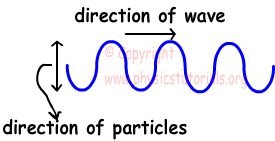 direction of wave
© copyright
www.physicstutorials.org
direction of particles